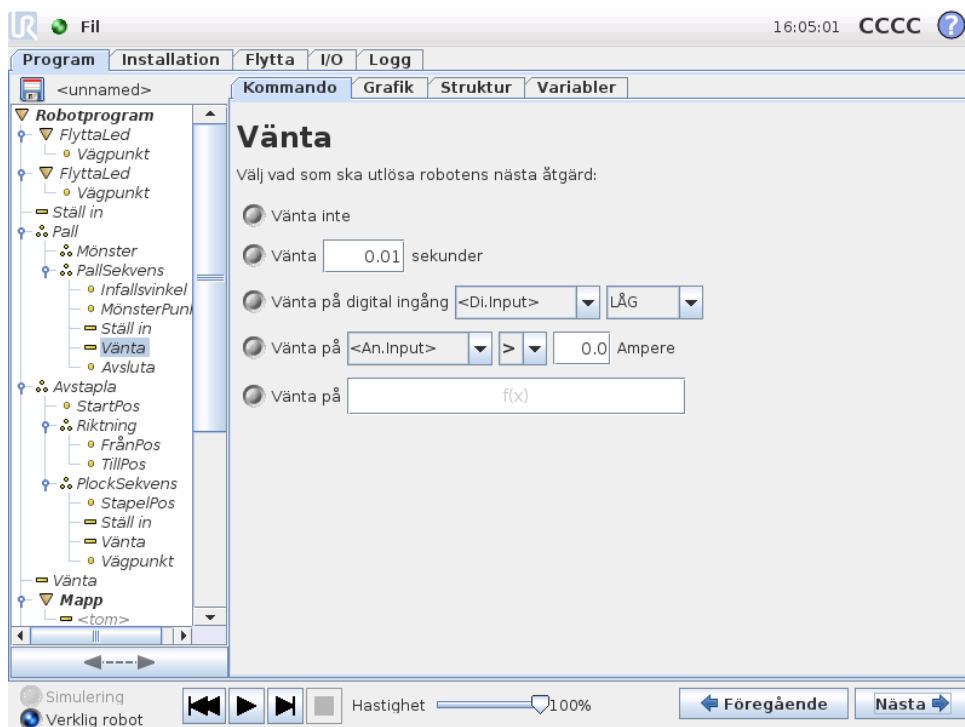 UR Fil 16:05:01 CCCC ?
Program Installation Flytta I/O Logg
<unnamed>
Robotprogram
FlyttaLed
Vägpunkt
FlyttaLed
Vägpunkt
Ställ in
Pall
Mönster
PallSekvens
Infallsvinkel
MönsterPun
Ställ in
Vänta
Avsluta
Avstapla
StartPos
Riktning
FrånPos
TillPos
PlockSekvens
StapelPos
Ställ in
Vänta
Vägpunkt
Vänta
Mapp
<tom>
Kommando Grafik Struktur Variabler
Vänta
Välj vad som ska utlösa robotens nästa åtgärd:
Vänta inte
Vänta 0.01 sekunder
Vänta på digital ingång <Di.Input> LÅG
Vänta på <An.Input> > 0.0 Ampere
Vänta på f(x)
Simulering
Verklig robot
Hastighet 100%
Föregående Nästa